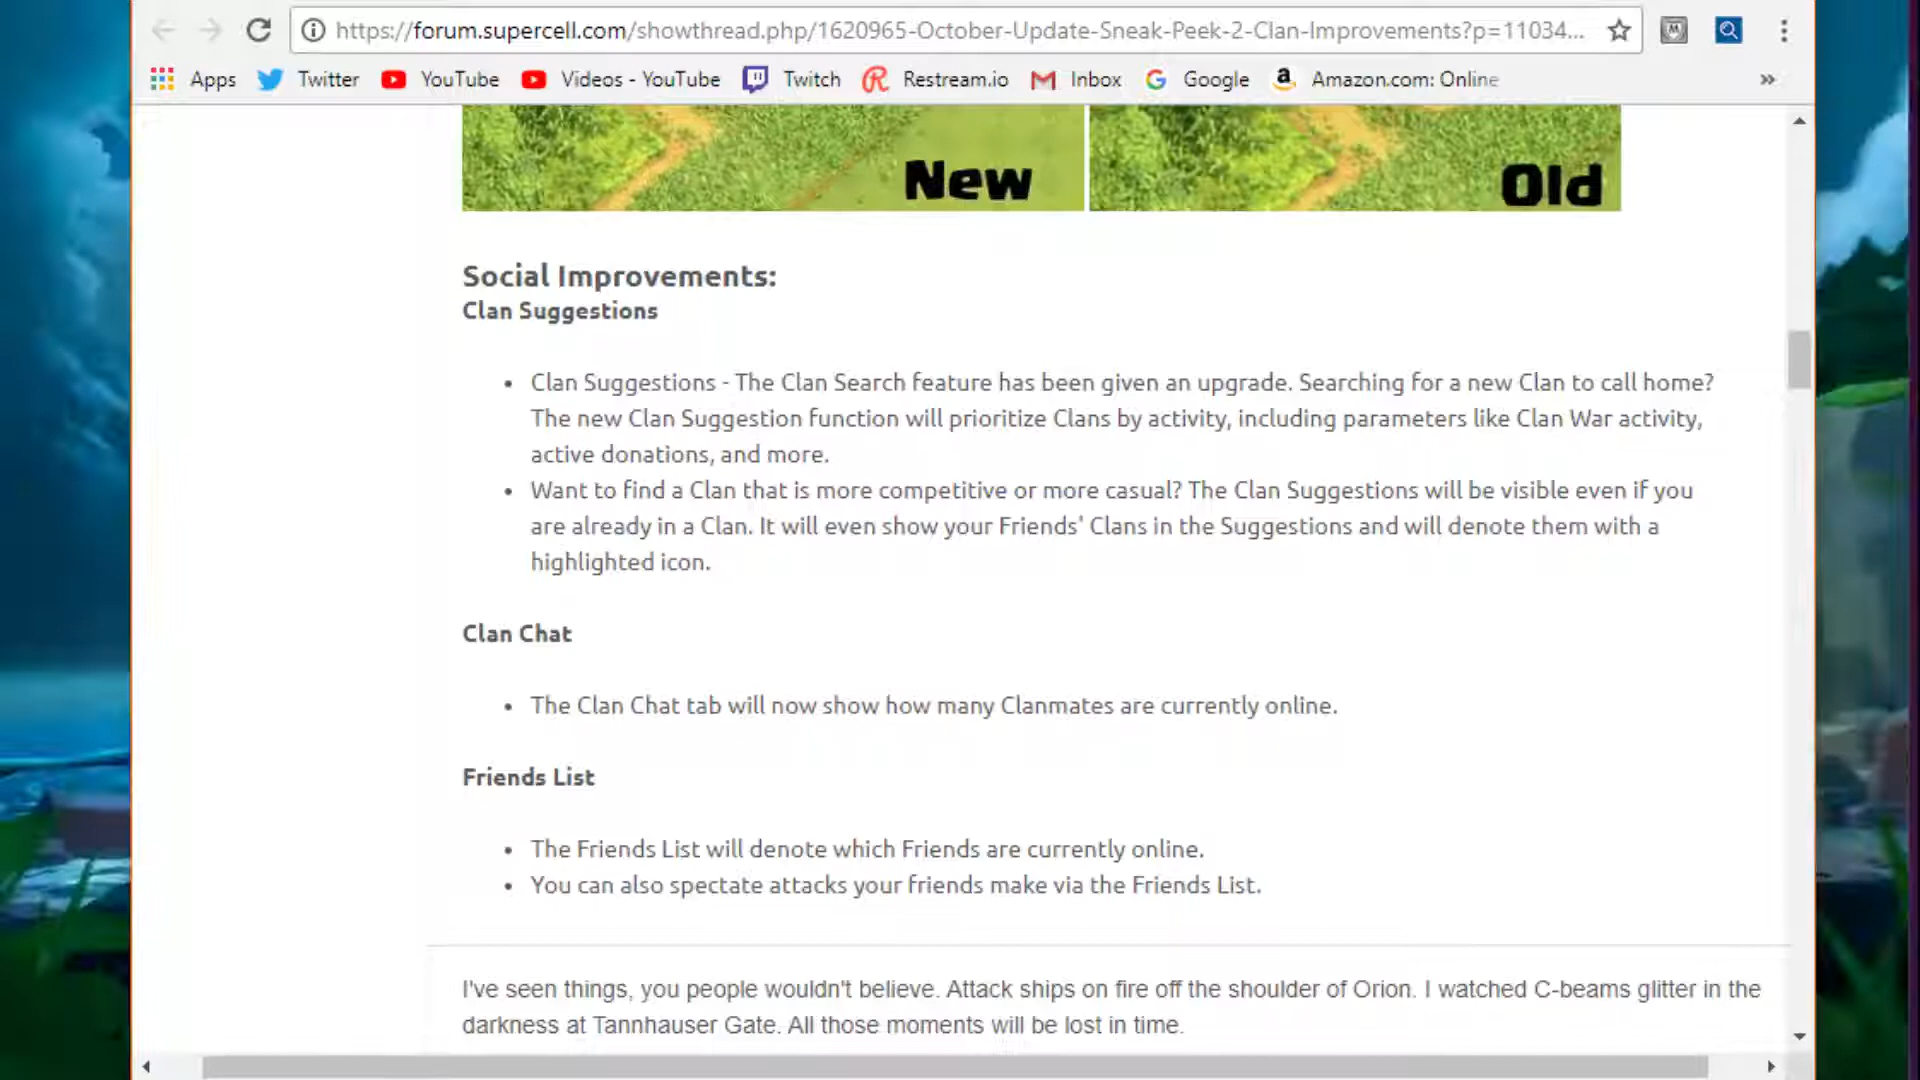 https://forum.supercell.com/showthread.php/1620965-October-Update-Sneak-Peek-2-Clan-Improvements?p=11034...
Apps Twitter YouTube Videos - YouTube Twitch Restream.io Inbox Google Amazon.com: Online »
New Old
Social Improvements:
Clan Suggestions
• Clan Suggestions - The Clan Search feature has been given an upgrade. Searching for a new Clan to call home?
The new Clan Suggestion function will prioritize Clans by activity, including parameters like Clan War activity,
active donations, and more.
• Want to find a Clan that is more competitive or more casual? The Clan Suggestions will be visible even if you
are already in a Clan. It will even show your Friends' Clans in the Suggestions and will denote them with a
highlighted icon.
Clan Chat
• The Clan Chat tab will now show how many Clanmates are currently online.
Friends List
• The Friends List will denote which Friends are currently online.
• You can also spectate attacks your friends make via the Friends List.
I've seen things, you people wouldn't believe. Attack ships on fire off the shoulder of Orion. I watched C-beams glitter in the
darkness at Tannhauser Gate. All those moments will be lost in time.